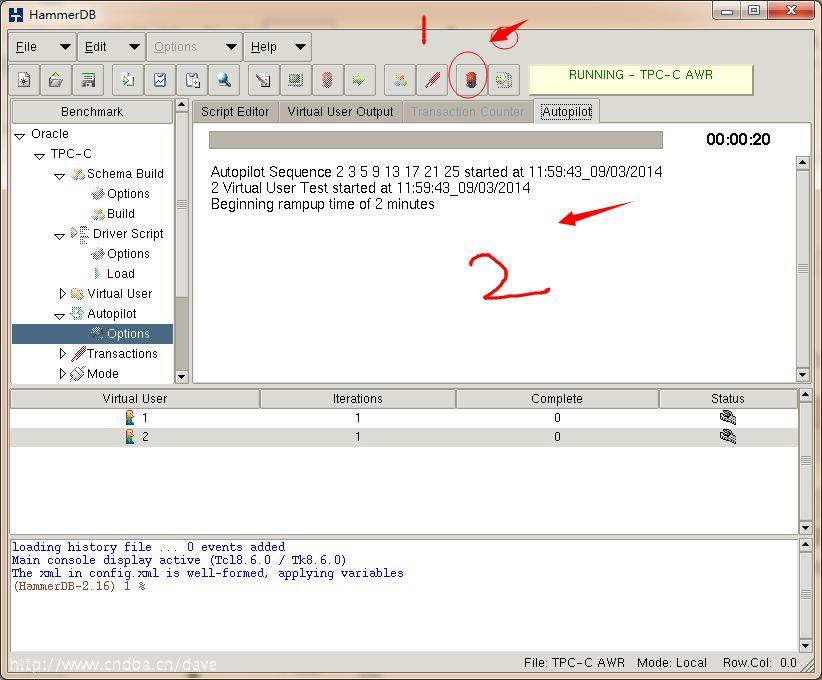 HammerDB
1
File Edit Options Help
RUNNING - TPC-C AWR
Benchmark
Script Editor Virtual User Output Transaction Counter Autopilot
Oracle
TPC-C
Schema Build
Options
Build
Driver Script
Options
Load
Virtual User
Autopilot
Options
Transactions
Mode
00:00:20
Autopilot Sequence 2 3 5 9 13 17 21 25 started at 11:59:43_09/03/2014
2 Virtual User Test started at 11:59:43_09/03/2014
Beginning rampup time of 2 minutes
2
Virtual User Iterations Complete Status
1 1 0
2 1 0
loading history file ... 0 events added
Main console display active (Tcl8.6.0 / Tk8.6.0)
The xml in config.xml is well-formed, applying variables
(HammerDB-2.16) 1 %
http://www.cndba.cn/dave
File: TPC-C AWR Mode: Local Row.Col: 0.0